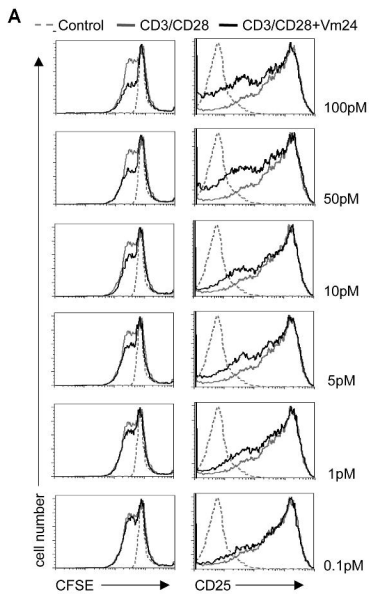 A
Control CD3/CD28 CD3/CD28+Vm24
100pM
50pM
10pM
5pM
1pM
0.1pM
cell number
CFSE CD25